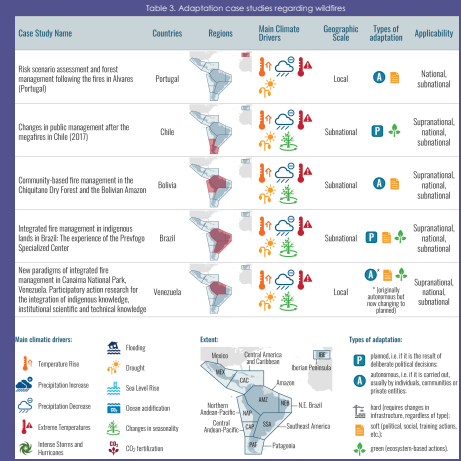 Table 3. Adaptation case studies regarding wildfires
Case Study Name
Countries
Regions
Main Climate
Drivers
Geographic
Scale
Types of
adaptation
Applicability
Risk scenario assessment and forest
management following the fires in Alvares
(Portugal)
Portugal
Local
A
National,
subnational
Changes in public management after the
megafires in Chile (2017)
Chile
Subnational
P
Supranational,
national,
subnational
Community-based fire management in the
Chiquitano Dry Forest and the Bolivian Amazon
Bolivia
Subnational
A
Supranational,
national,
subnational
Integrated fire management in indigenous
lands in Brazil: The experience of the Prevfogo
Specialized Center
Brazil
Subnational
P
Supranational,
national,
subnational
New paradigms of integrated fire
management in Canaima National Park,
Venezuela. Participatory action research for
the integration of indigenous knowledge,
institutional scientific and technical knowledge
Venezuela
Local
A*
* (originally
autonomous but
now changing to
planned)
National,
subnational
Main climatic drivers:
Temperature Rise
Precipitation Increase
Precipitation Decrease
Extreme Temperatures
Intense Storms and
Hurricanes
Flooding
Drought
Sea Level Rise
Ocean acidification
Changes in seasonality
CO₂
CO₂ fertilization
Extent:
Mexico
Central America
and Caribbean
IBE
Iberian Peninsula
MEX
CAC
Amazon
AMZ
NEB
Northern
Andean-Pacific
NAP
N.E. Brazil
Central
Andean-Pacific
CAP
SSA
Southeast America
PAT
Patagonia
Types of adaptation:
P
planned, i.e. if it is the result of
deliberate political decisions:
A
autonomous, i.e. if it is carried out,
usually by individuals, communities or
private entities.
hard (requires changes in
infrastructure, regardless of type):
soft (political, social, training actions,
etc.):
green (ecosystem-based actions).